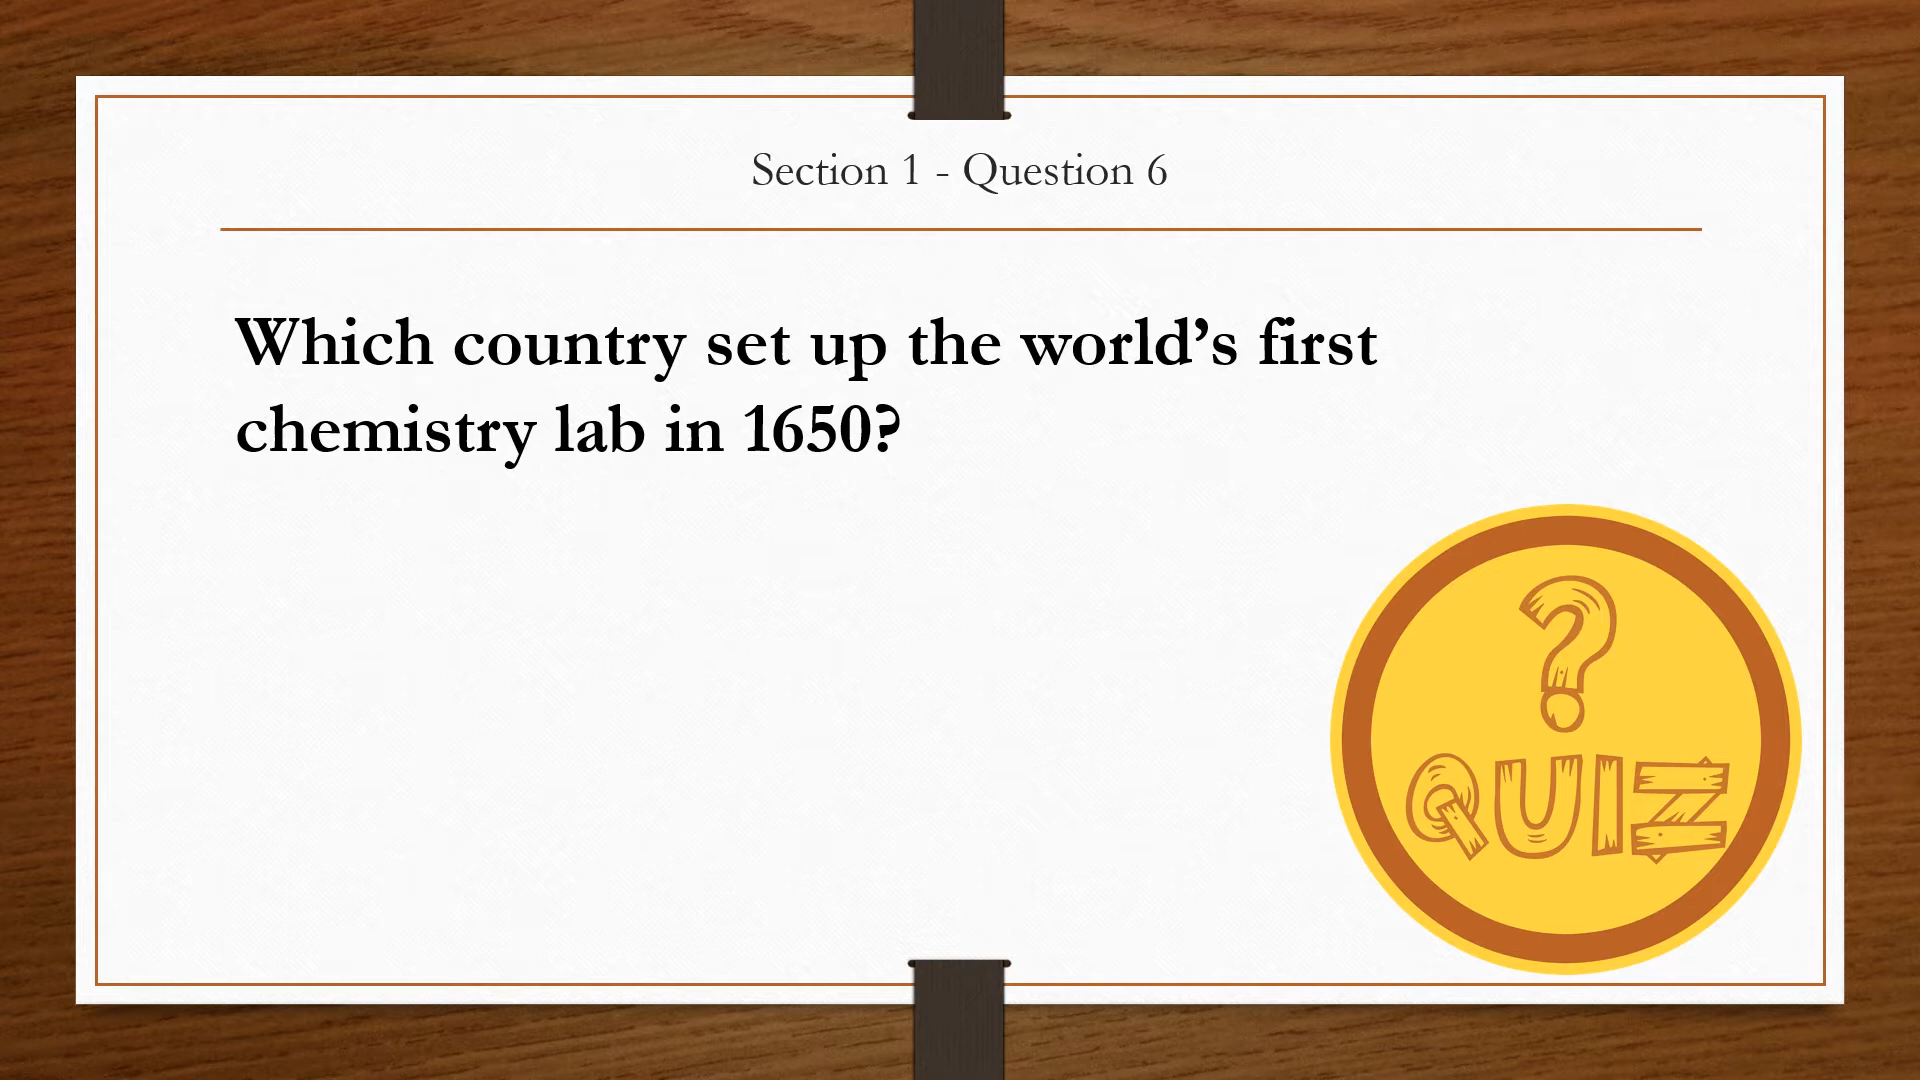 Section 1 - Question 6
Which country set up the world’s first
chemistry lab in 1650?
?
QUIZ